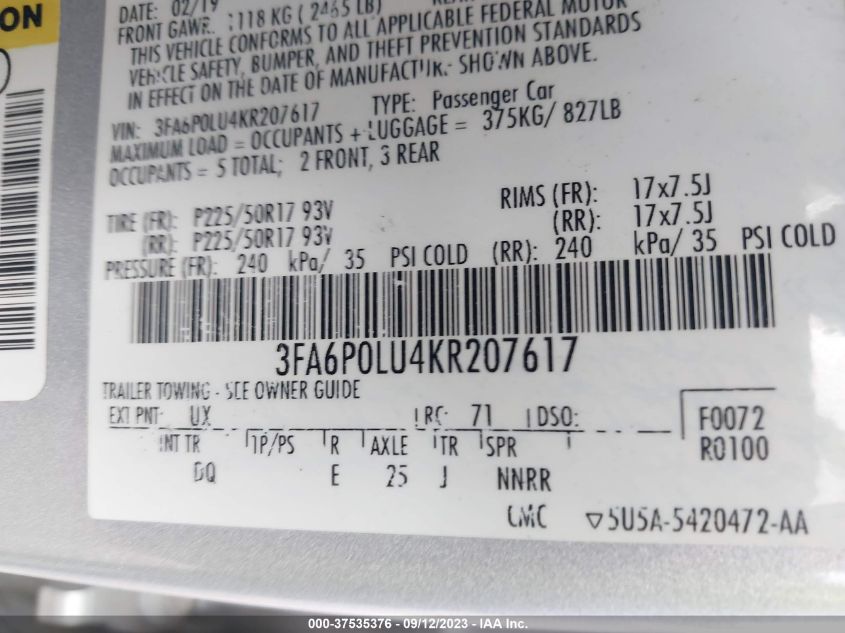 ON
DATE: 02/19
FRONT GAWR: 1118 KG ( 2465 LB)
THIS VEHICLE CONFORMS TO ALL APPLICABLE FEDERAL MOTOR
VEHICLE SAFETY, BUMPER, AND THEFT PREVENTION STANDARDS
IN EFFECT ON THE DATE OF MANUFACTURE SHOWN ABOVE.
VIN: 3FA6P0LU4KR207617 TYPE: Passenger Car
MAXIMUM LOAD = OCCUPANTS + LUGGAGE = 375KG/ 827LB
OCCUPANTS = 5 TOTAL; 2 FRONT, 3 REAR
TIRE (FR): P225/50R17 93V RIMS (FR): 17x7.5J
(RR): P225/50R17 93V (RR): 17x7.5J
PRESSURE (FR): 240 kPa/ 35 PSI COLD (RR): 240 kPa/ 35 PSI COLD
3FA6P0LU4KR207617
TRAILER TOWING - SEE OWNER GUIDE
EXT PNT: UX RC: 71 DSO: F0072
INT TR TP/PS R AXLE TR SPR R0100
DQ E 25 J NNRR
CMC ▽5U5A-5420472-AA
000-37535376 - 09/12/2023 - IAA Inc.